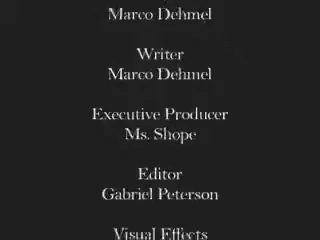 Marco Dehmel
Writer
Marco Dehmel
Executive Producer
Ms. Shope
Editor
Gabriel Peterson
Visual Effects